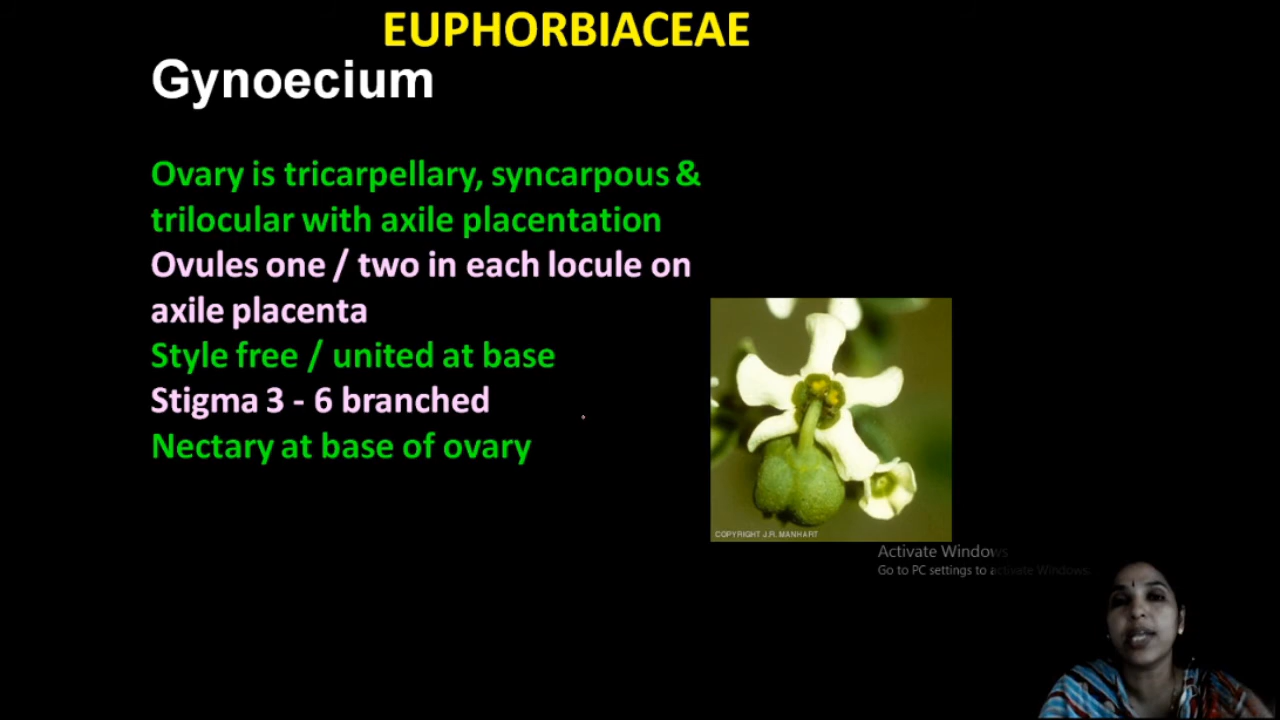 EUPHORBIACEAE
Gynoecium
Ovary is tricarpellary, syncarpous &
trilocular with axile placentation
Ovules one / two in each locule on
axile placenta
Style free / united at base
Stigma 3 - 6 branched
Nectary at base of ovary
COPYRIGHT J.R. MANHART
Activate Windows
Go to PC settings to activate Windows.